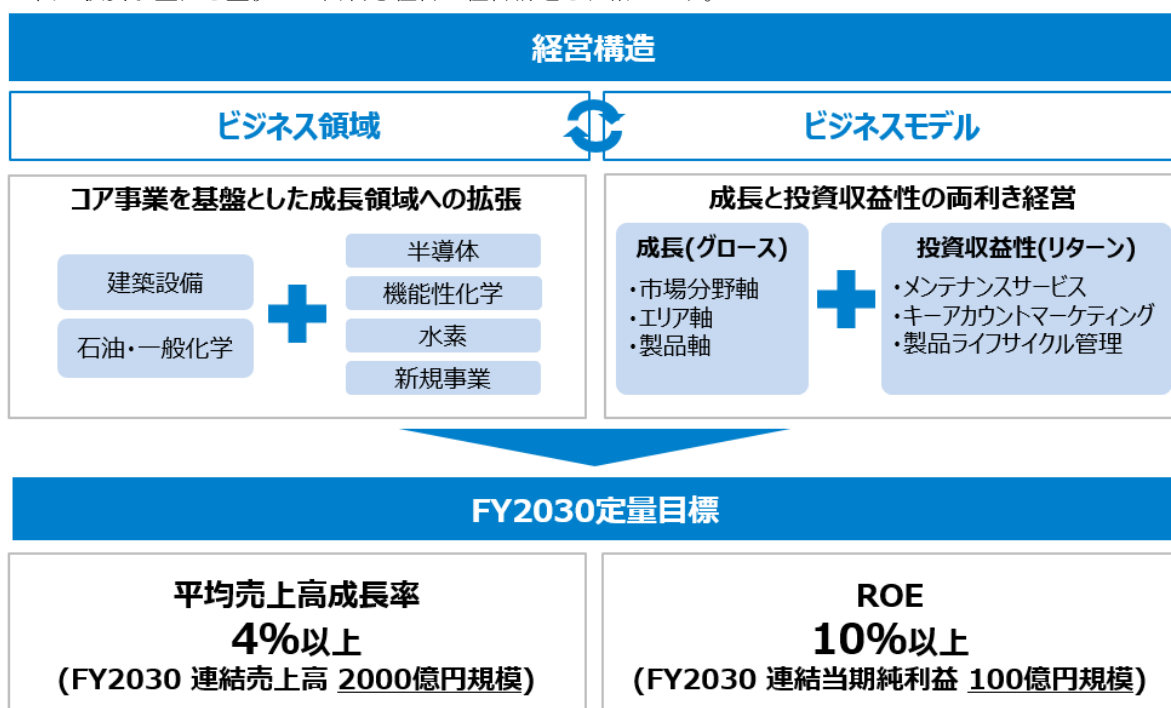 経営構造
ビジネス領域
ビジネスモデル
コア事業を基盤とした成長領域への拡張
建築設備
石油・一般化学
半導体
機能性化学
水素
新規事業
成長と投資収益性の両利き経営
成長(グロース)
・市場分野軸
・エリア軸
・製品軸
投資収益性(リターン)
・メンテナンスサービス
・キーアカウントマーケティング
・製品ライフサイクル管理
FY2030定量目標
平均売上高成長率
4%以上
(FY2030 連結売上高 2000億円規模)
ROE
10%以上
(FY2030 連結当期純利益 100億円規模)